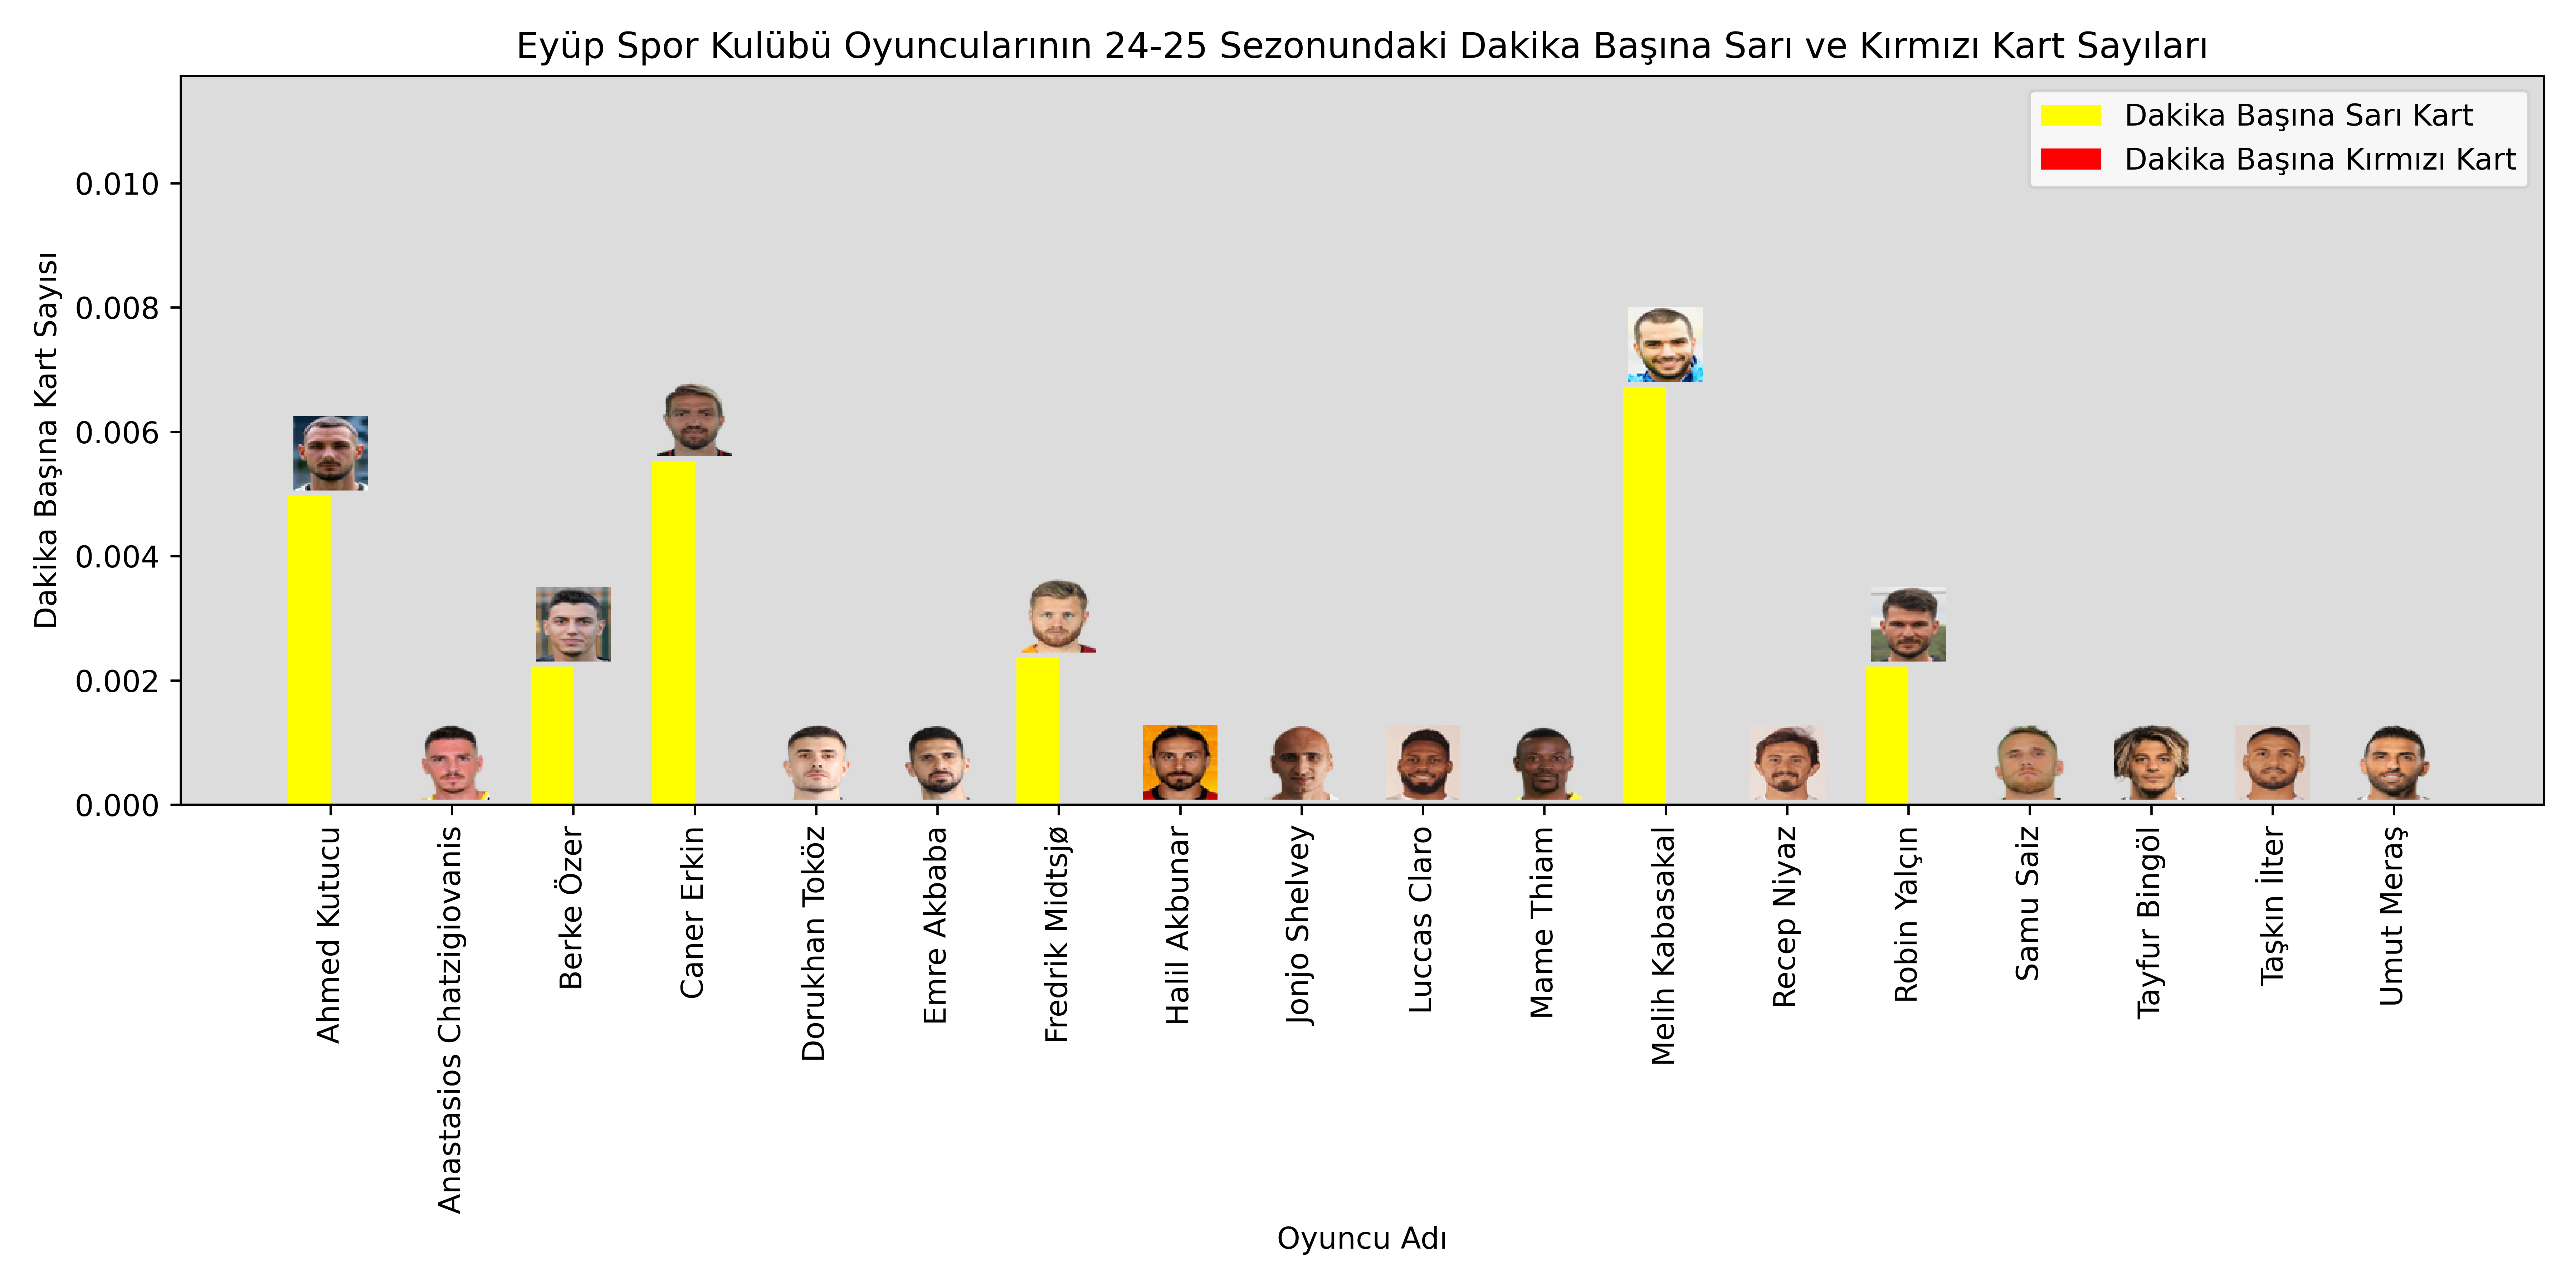 Eyüp Spor Kulübü Oyuncularının 24-25 Sezonundaki Dakika Başına Sarı ve Kırmızı Kart Sayıları
Dakika Başına Sarı Kart
Dakika Başına Kırmızı Kart
Dakika Başına Kart Sayısı
0.010
0.008
0.006
0.004
0.002
0.000
Ahmed Kutucu
Anastasios Chatzigiovanis
Berke Özer
Caner Erkin
Dorukhan Toköz
Emre Akbaba
Fredrik Midtsjø
Halil Akbunar
Jonjo Shelvey
Luccas Claro
Mame Thiam
Melih Kabasakal
Recep Niyaz
Robin Yalçın
Samu Saiz
Tayfur Bingöl
Taşkın İlter
Umut Meraş
Oyuncu Adı